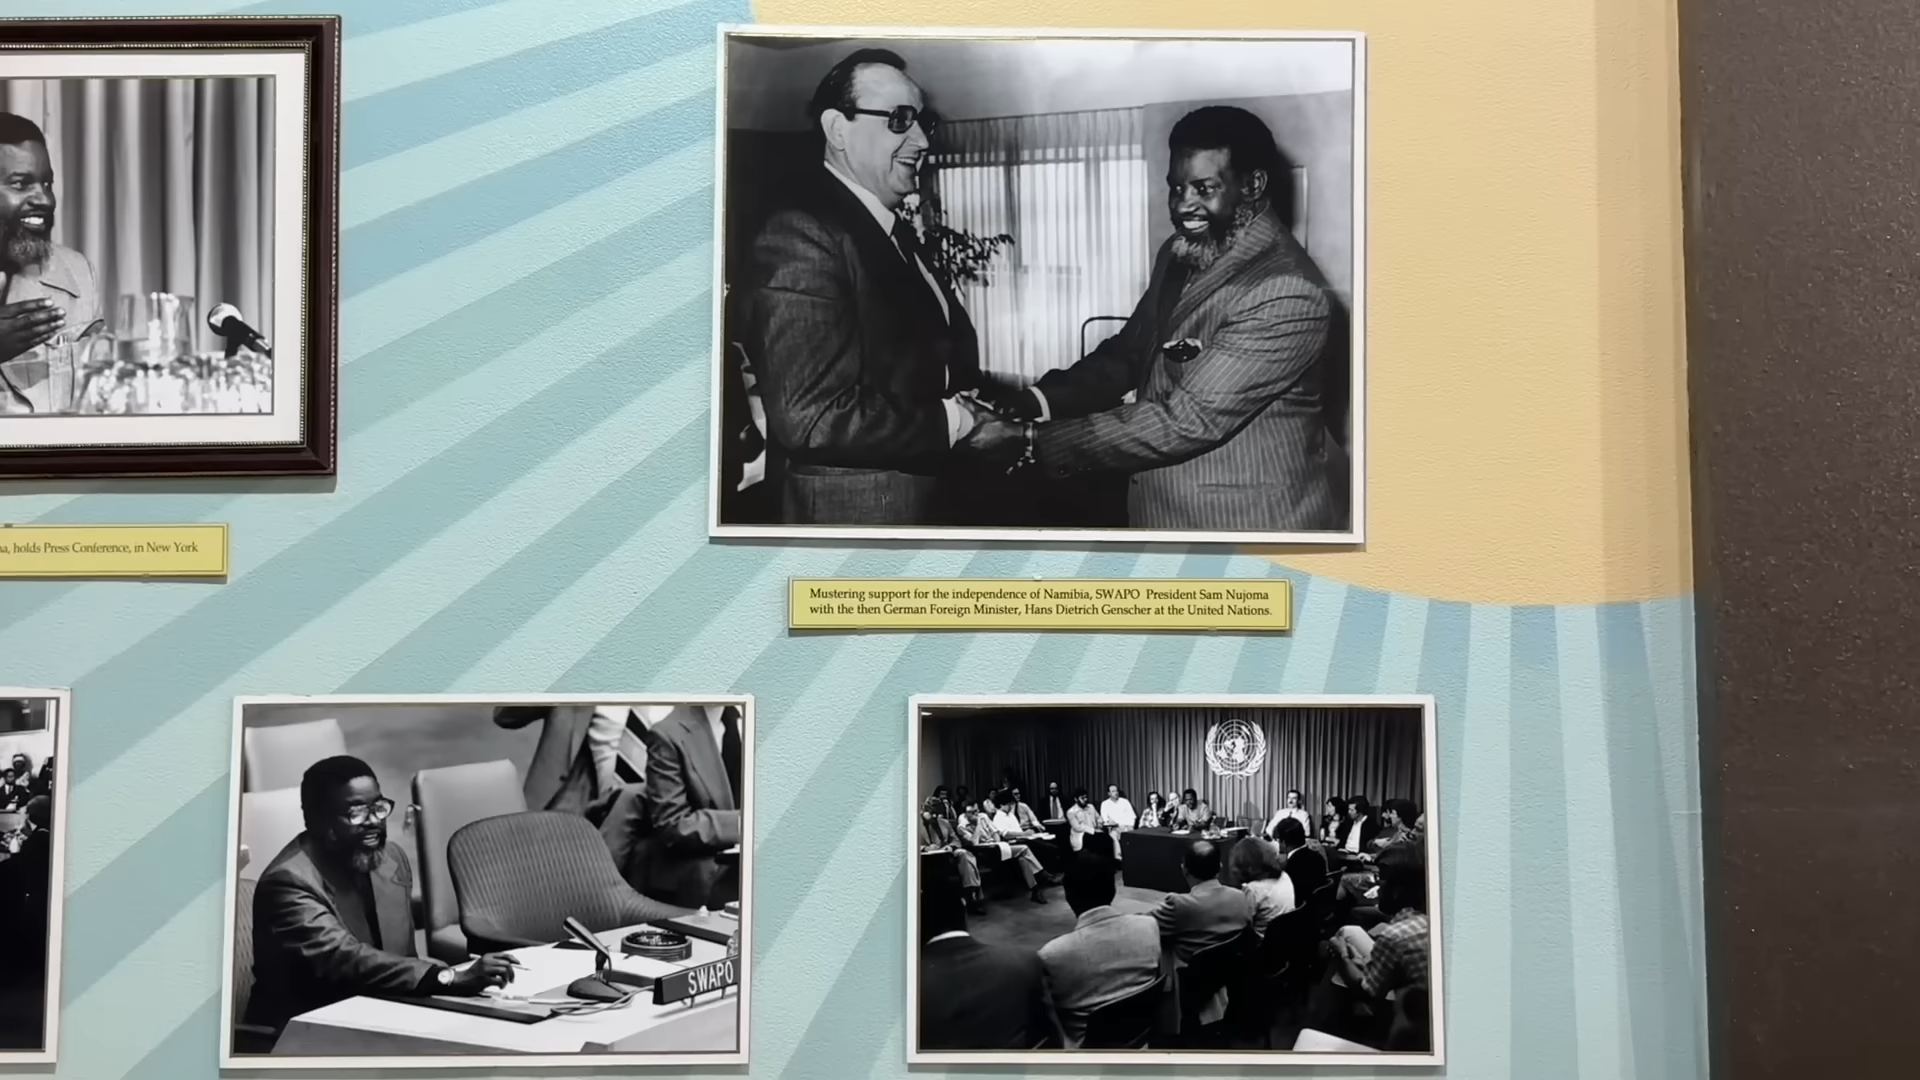 holds Press Conference, in New York
Mustering support for the independence of Namibia, SWAPO President Sam Nujoma
with the then German Foreign Minister, Hans Dietrich Genscher at the United Nations.
SWAPO